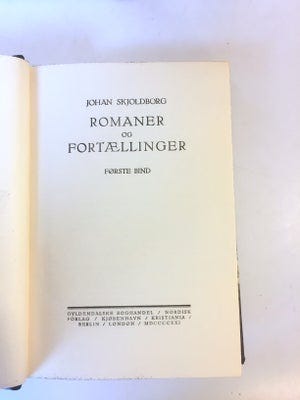 JOHAN SKJOLDBORG
ROMANER
OG
FORTÆLLINGER
FØRSTE BIND
GYLDENDALSKE BOGHANDEL / NORDISK
FORLAG / KJØBENHAVN / KRISTIANIA /
BERLIN / LONDON / MDCCCCXXI